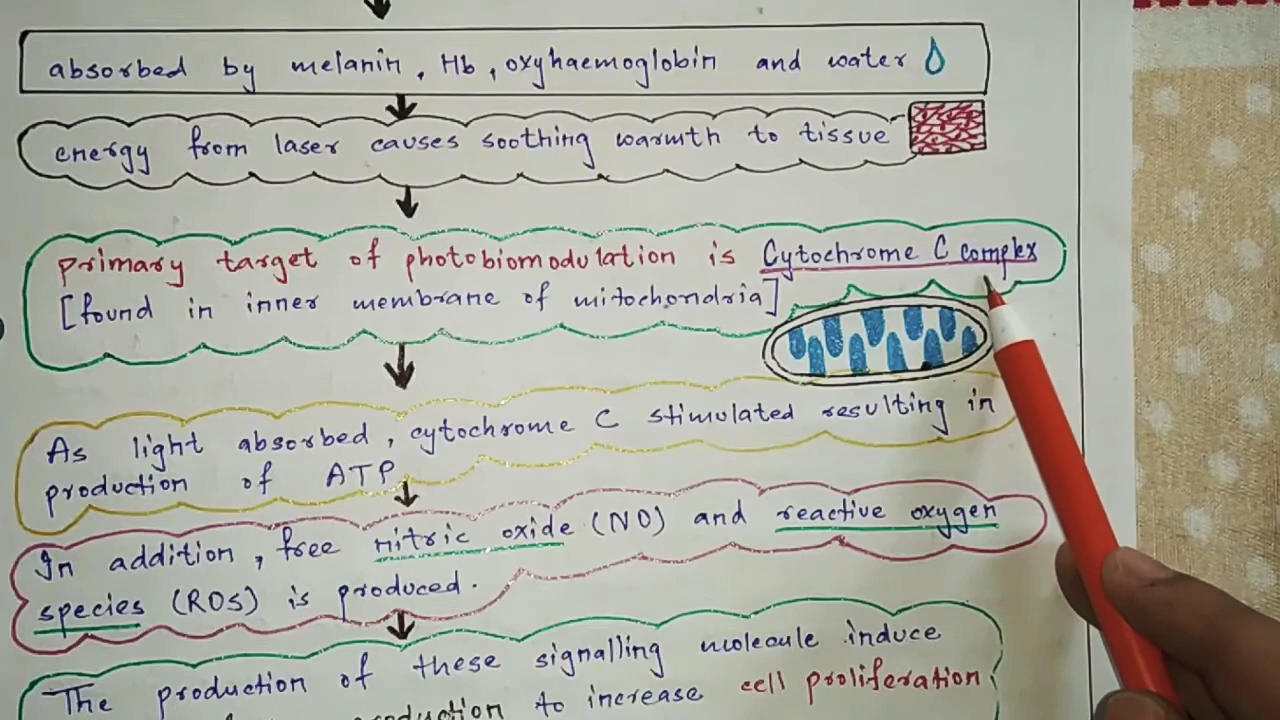 absorbed by melanin, Hb, oxyhaemoglobin and water
energy from laser causes soothing warmth to tissue
Primary target of photobiomodulation is Cytochrome C complex
[found in inner membrane of mitochondria]
As light absorbed, cytochrome C stimulated resulting in
production of ATP
In addition, free nitric oxide (NO) and reactive oxygen
species (ROS) is produced.
The production of these signalling molecule induce
to increase cell proliferation